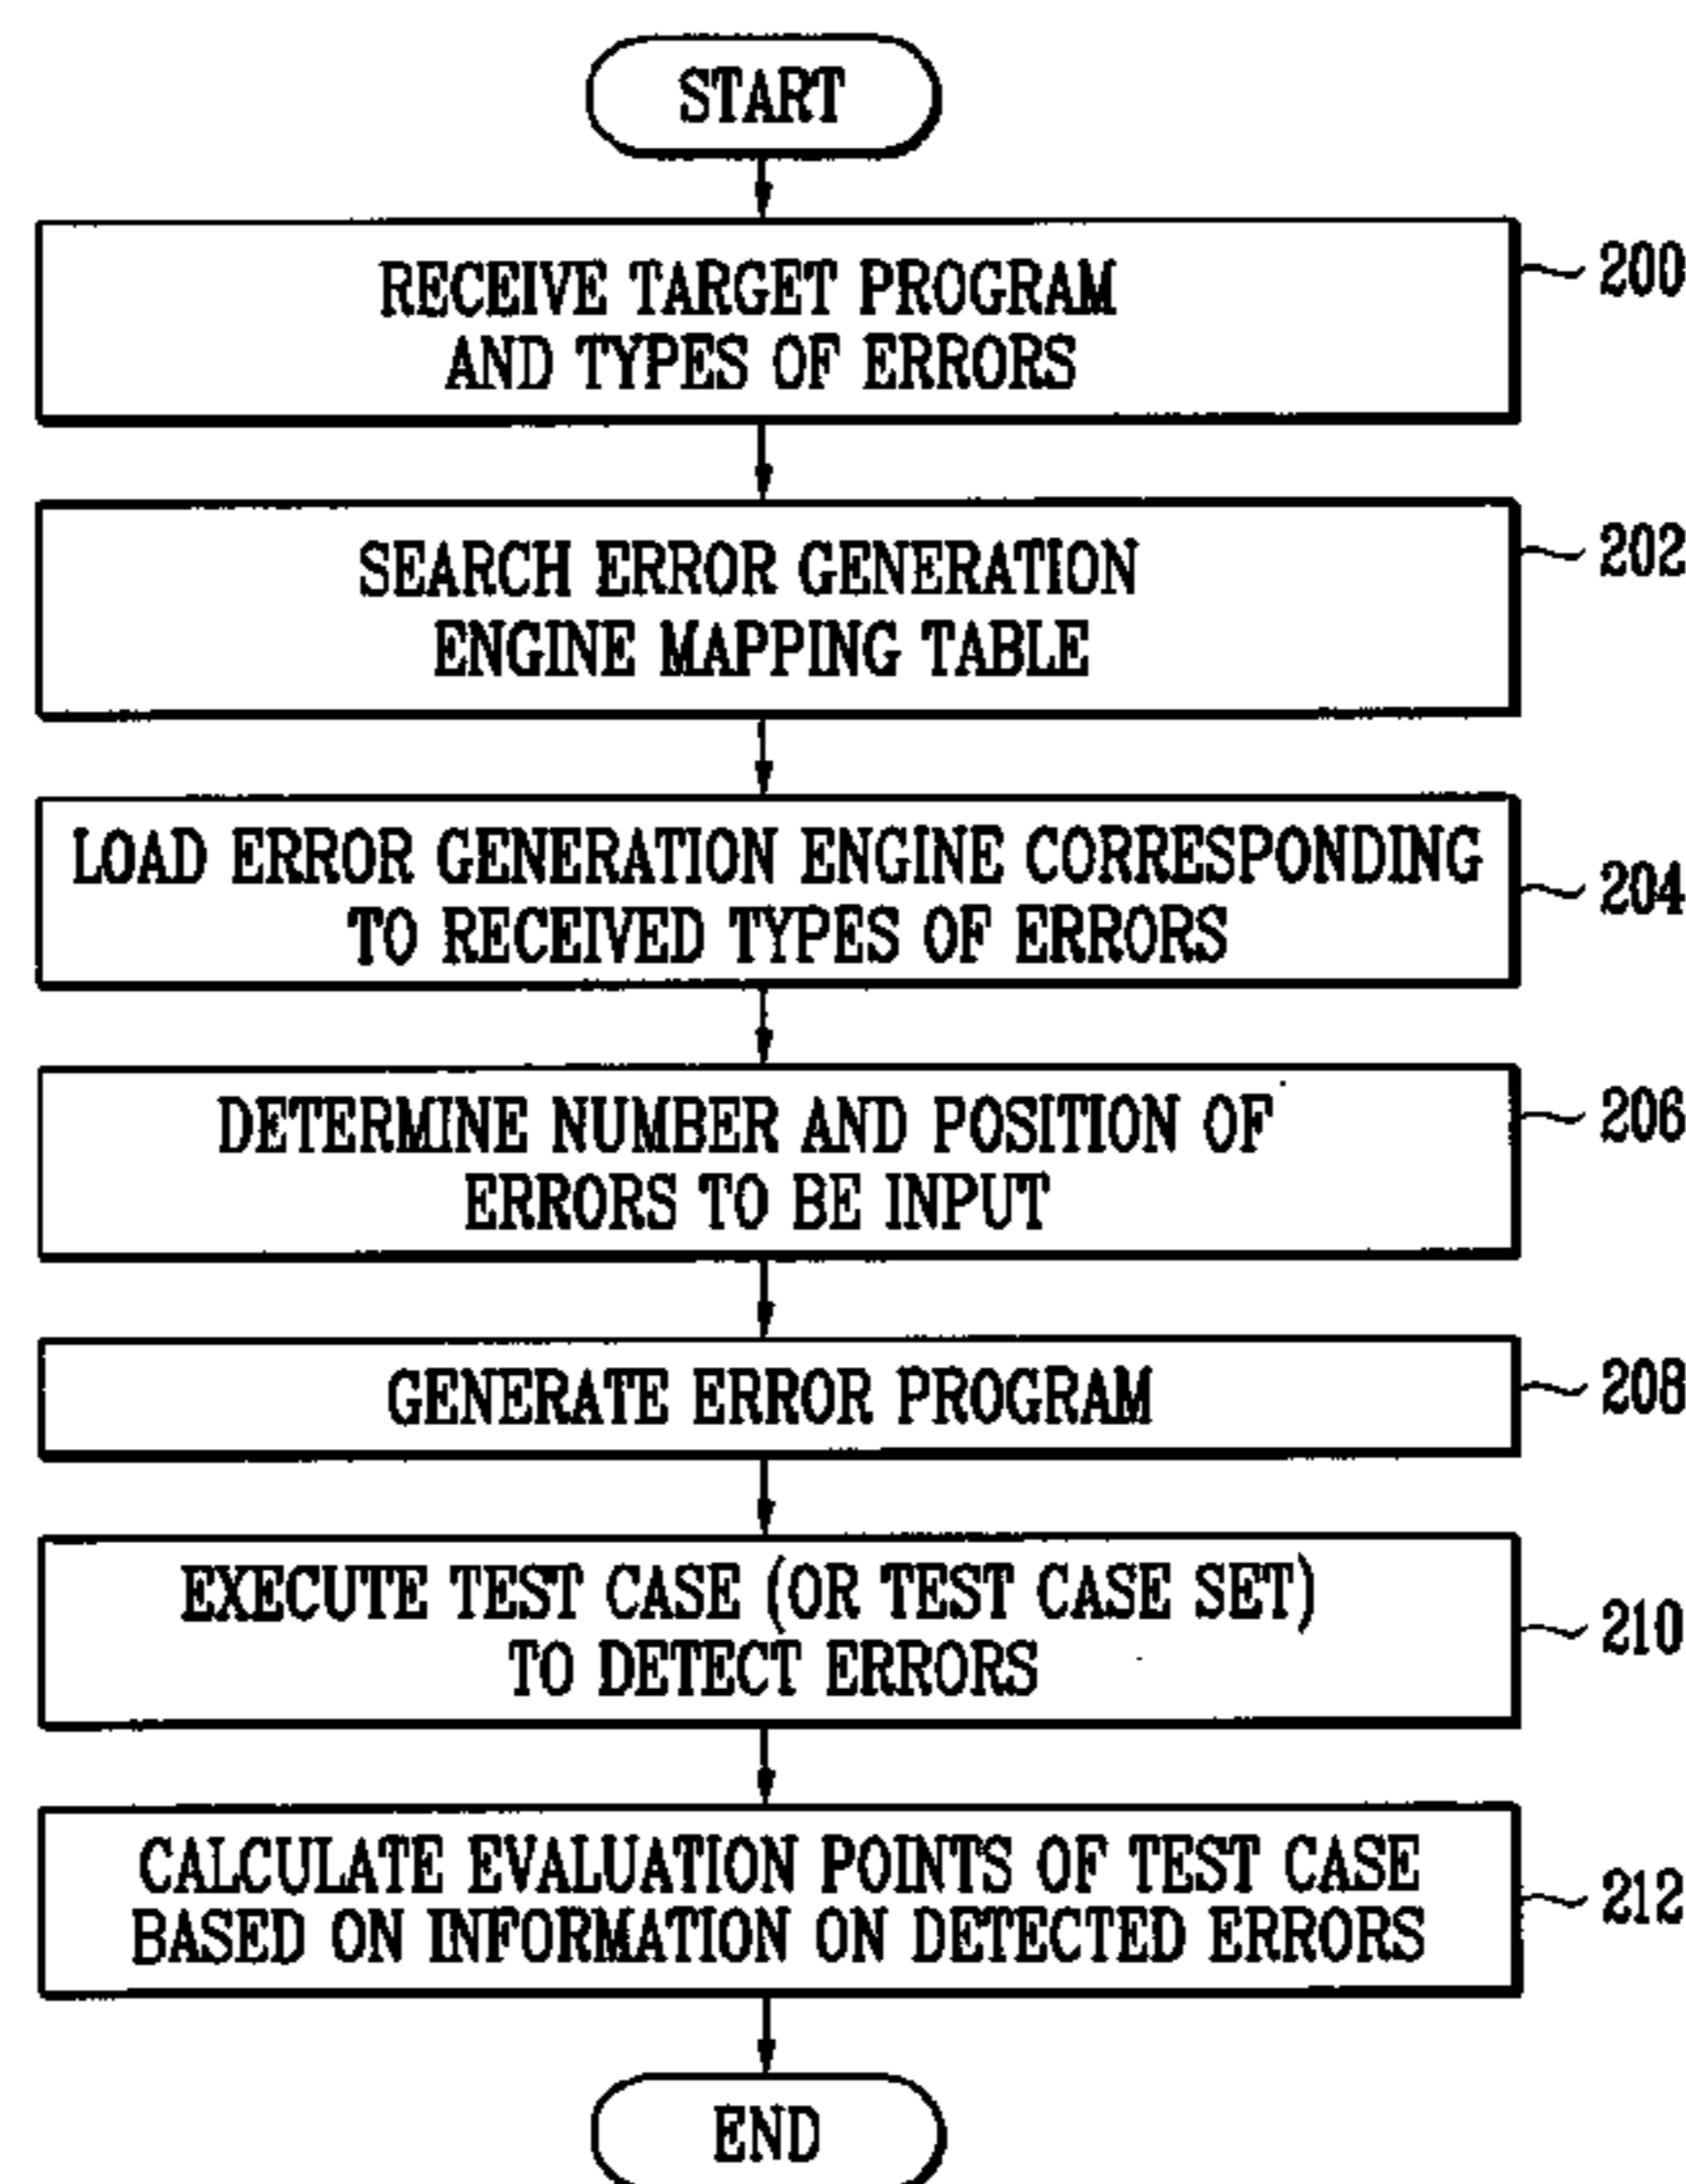 START
RECEIVE TARGET PROGRAM
AND TYPES OF ERRORS
200
SEARCH ERROR GENERATION
ENGINE MAPPING TABLE
202
LOAD ERROR GENERATION ENGINE CORRESPONDING
TO RECEIVED TYPES OF ERRORS
204
DETERMINE NUMBER AND POSITION OF
ERRORS TO BE INPUT
206
GENERATE ERROR PROGRAM
208
EXECUTE TEST CASE (OR TEST CASE SET)
TO DETECT ERRORS
210
CALCULATE EVALUATION POINTS OF TEST CASE
BASED ON INFORMATION ON DETECTED ERRORS
212
END